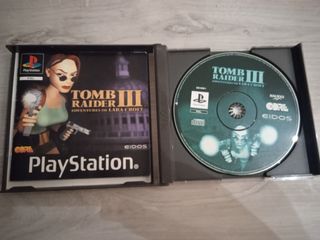 PlayStation
TOMB
RAIDER III
ADVENTURES OF LARA CROFT
CORE
EIDOS
PlayStation®
TOMB
RAIDER III
ADVENTURES OF LARA CROFT
CORE
EIDOS